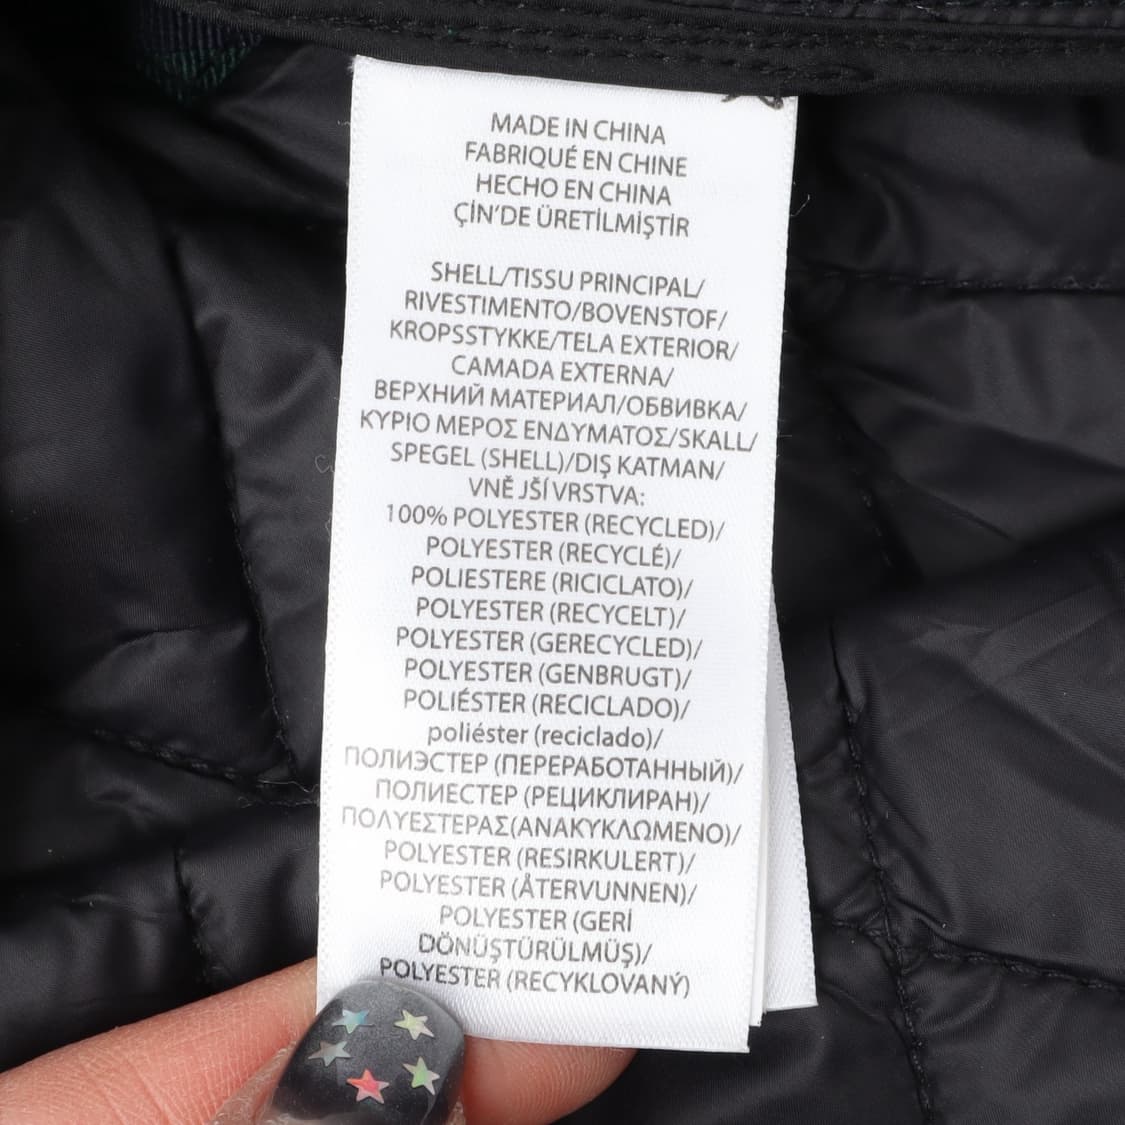 MADE IN CHINA
FABRIQUÉ EN CHINE
HECHO EN CHINA
ÇİN'DE ÜRETİLMİŞTİR
SHELL/TISSU PRINCIPAL/
RIVESTIMENTO/BOVENSTOF/
KROPSSTYKKE/TELA EXTERIOR/
CAMADA EXTERNA/
ВЕРХНИЙ МАТЕРИАЛ/ОБВИВКА/
ΚΥΡΙΟ ΜΕΡΟΣ ΕΝΔΥΜΑΤΟΣ/SKALL/
SPEGEL (SHELL)/DIŞ KATMAN/
VNĚ JŠÍ VRSTVA:
100% POLYESTER (RECYCLED)/
POLYESTER (RECYCLÉ)/
POLIESTERE (RICICLATO)/
POLYESTER (RECYCELT)/
POLYESTER (GERECYCLED)/
POLYESTER (GENBRUGT)/
POLIÉSTER (RECICLADO)/
poliéster (reciclado)/
ПОЛИЭСТЕР (ПЕРЕРАБОТАННЫЙ)/
ПОЛИЕСТЕР (РЕЦИКЛИРАН)/
ΠΟΛΥΕΣΤΕΡΑΣ(ΑΝΑΚΥΚΛΩΜΕΝΟ)/
POLYESTER (RESIRKULERT)/
POLYESTER (ÅTERVUNNEN)/
POLYESTER (GERİ
DÖNÜŞTÜRÜLMÜŞ)/
POLYESTER (RECYKLOVANÝ)